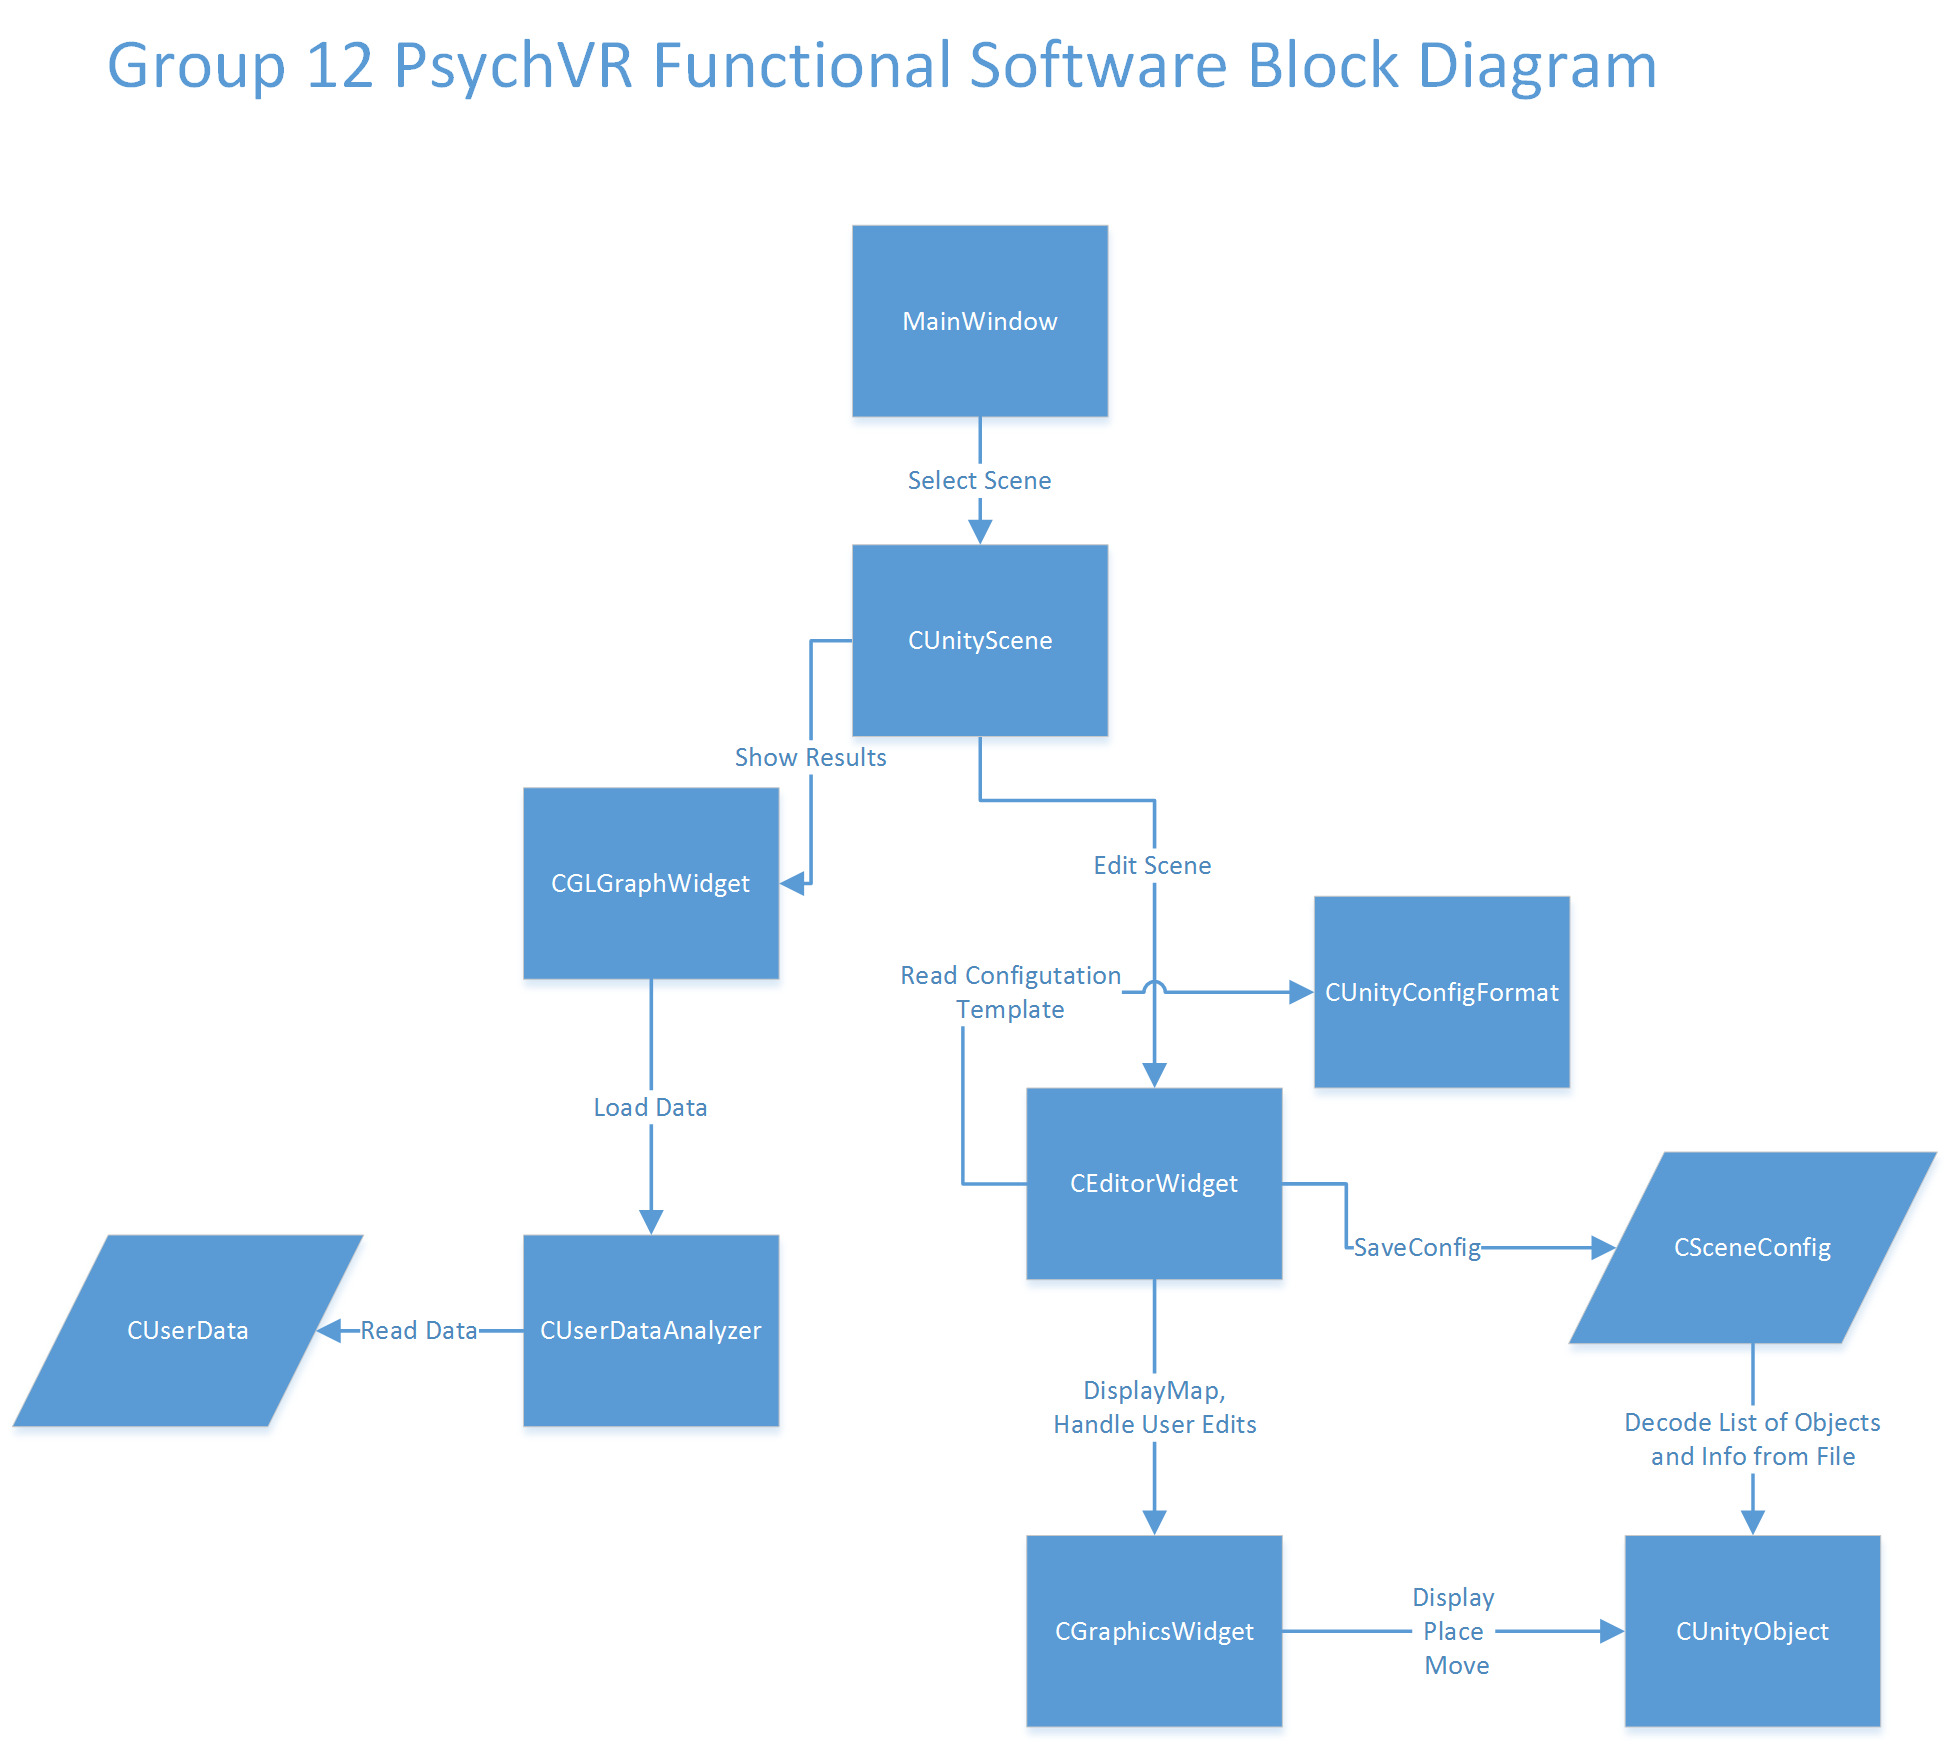 Group 12 PsychVR Functional Software Block Diagram
MainWindow
Select Scene
CUnityScene
Show Results
CGLGraphWidget
Edit Scene
Read Configutation
Template
CUnityConfigFormat
Load Data
CEditorWidget
SaveConfig
CSceneConfig
CUserData
Read Data
CUserDataAnalyzer
DisplayMap,
Handle User Edits
Decode List of Objects
and Info from File
CGraphicsWidget
Display
Place
Move
CUnityObject